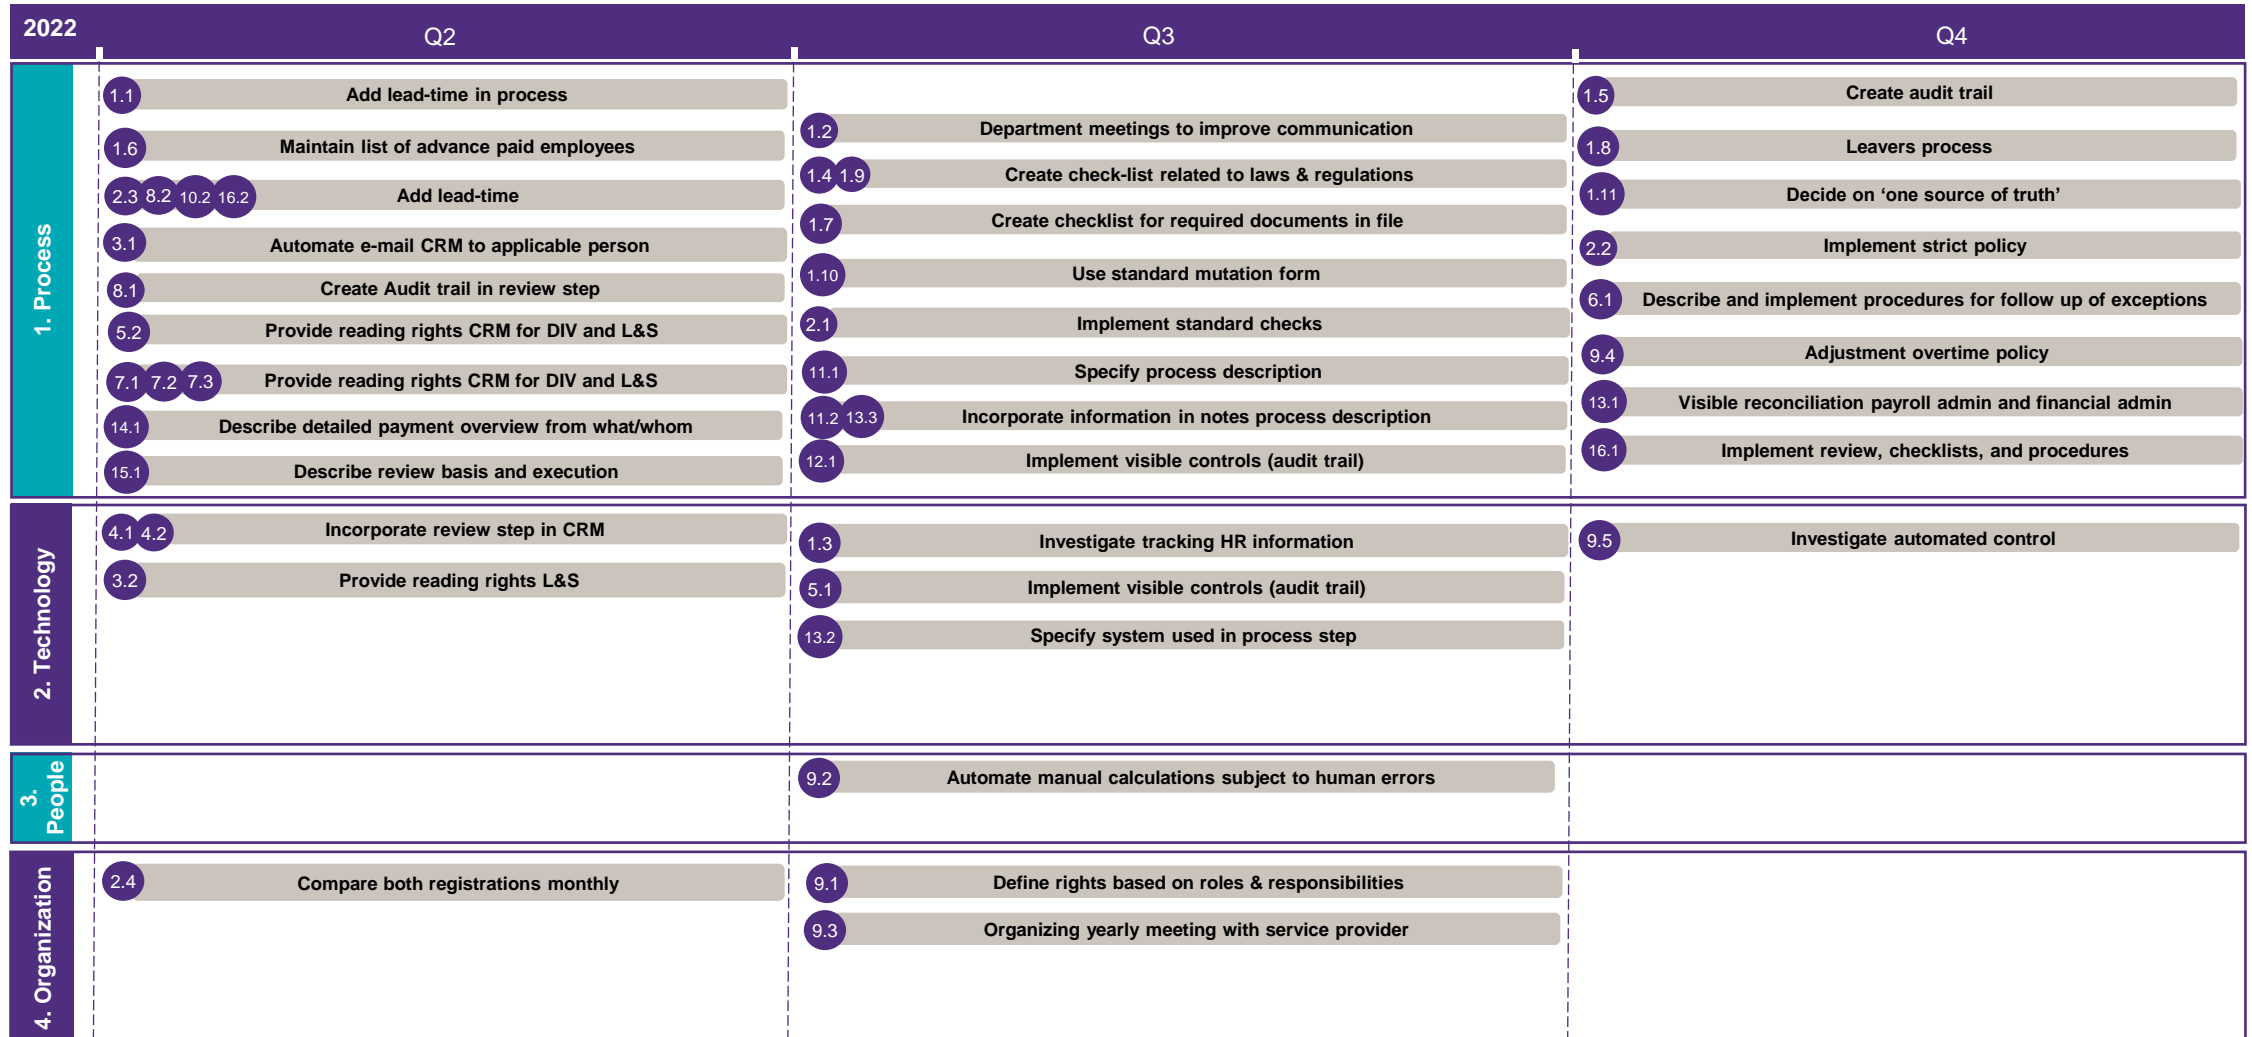 2022
Q2
Q3
Q4
1. Process
1.1 Add lead-time in process
1.6 Maintain list of advance paid employees
2.3 8.2 10.2 16.2 Add lead-time
3.1 Automate e-mail CRM to applicable person
8.1 Create Audit trail in review step
5.2 Provide reading rights CRM for DIV and L&S
7.1 7.2 7.3 Provide reading rights CRM for DIV and L&S
14.1 Describe detailed payment overview from what/whom
15.1 Describe review basis and execution
1.2 Department meetings to improve communication
1.4 1.9 Create check-list related to laws & regulations
1.7 Create checklist for required documents in file
1.10 Use standard mutation form
2.1 Implement standard checks
11.1 Specify process description
11.2 13.3 Incorporate information in notes process description
12.1 Implement visible controls (audit trail)
1.5 Create audit trail
1.8 Leavers process
1.11 Decide on ‘one source of truth’
2.2 Implement strict policy
6.1 Describe and implement procedures for follow up of exceptions
9.4 Adjustment overtime policy
13.1 Visible reconciliation payroll admin and financial admin
16.1 Implement review, checklists, and procedures
2. Technology
4.1 4.2 Incorporate review step in CRM
3.2 Provide reading rights L&S
1.3 Investigate tracking HR information
5.1 Implement visible controls (audit trail)
13.2 Specify system used in process step
9.5 Investigate automated control
3.
People
9.2 Automate manual calculations subject to human errors
4. Organization
2.4 Compare both registrations monthly
9.1 Define rights based on roles & responsibilities
9.3 Organizing yearly meeting with service provider